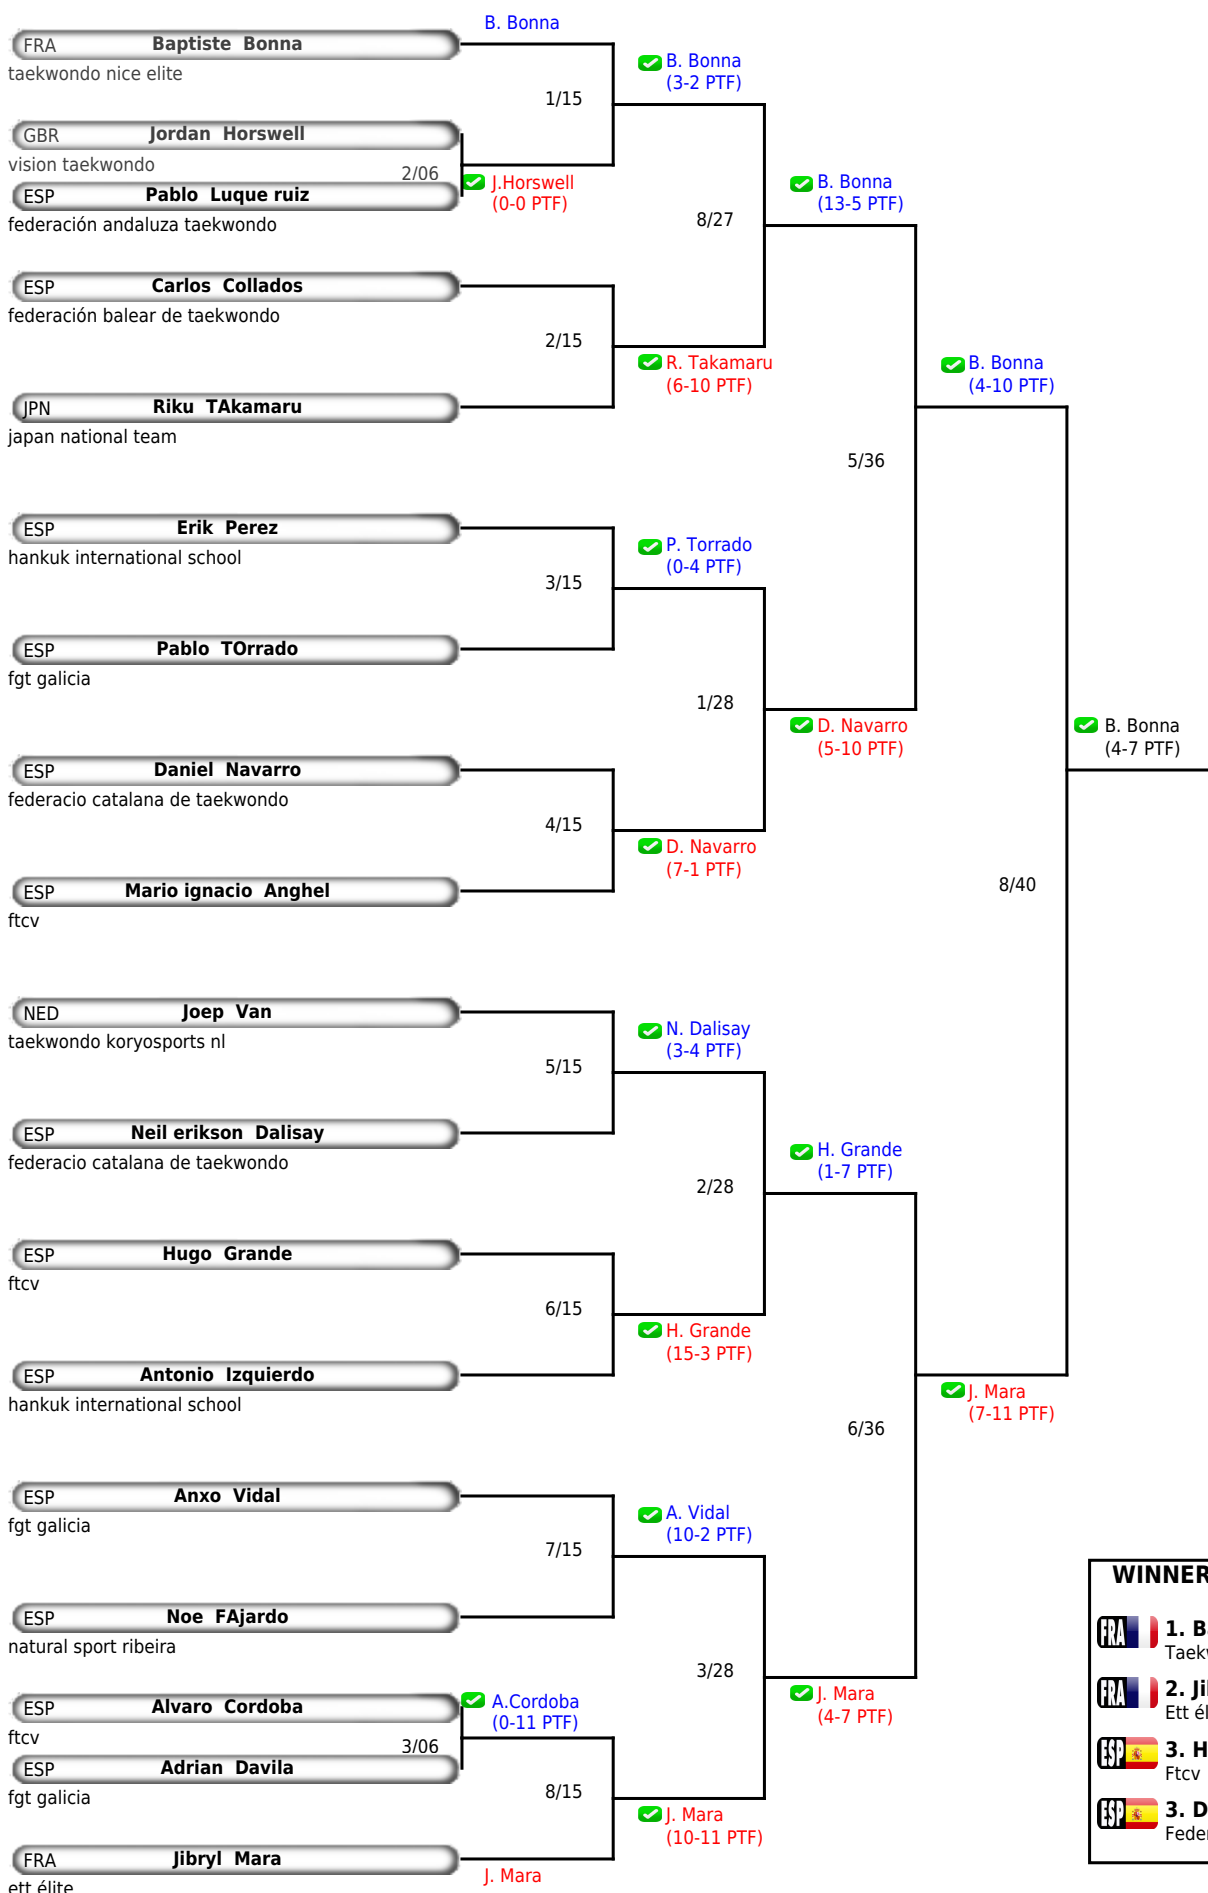 B. Bonna
FRA Baptiste Bonna
taekwondo nice elite
B. Bonna
(3-2 PTF)
1/15
GBR Jordan Horswell
vision taekwondo
2/06
J.Horswell
(0-0 PTF)
ESP Pablo Luque ruiz
federación andaluza taekwondo
B. Bonna
(13-5 PTF)
8/27
ESP Carlos Collados
federación balear de taekwondo
2/15
R. Takamaru
(6-10 PTF)
B. Bonna
(4-10 PTF)
JPN Riku TAkamaru
japan national team
5/36
ESP Erik Perez
hankuk international school
P. Torrado
(0-4 PTF)
3/15
ESP Pablo TOrrado
fgt galicia
1/28
D. Navarro
(5-10 PTF)
B. Bonna
(4-7 PTF)
ESP Daniel Navarro
federacio catalana de taekwondo
4/15
D. Navarro
(7-1 PTF)
ESP Mario ignacio Anghel
ftcv
8/40
NED Joep Van
taekwondo koryosports nl
N. Dalisay
(3-4 PTF)
5/15
ESP Neil erikson Dalisay
federacio catalana de taekwondo
H. Grande
(1-7 PTF)
2/28
ESP Hugo Grande
ftcv
6/15
H. Grande
(15-3 PTF)
ESP Antonio Izquierdo
hankuk international school
J. Mara
(7-11 PTF)
6/36
ESP Anxo Vidal
fgt galicia
A. Vidal
(10-2 PTF)
7/15
ESP Noe FAjardo
natural sport ribeira
3/28
J. Mara
(4-7 PTF)
ESP Alvaro Cordoba
ftcv
3/06
A.Cordoba
(0-11 PTF)
ESP Adrian Davila
fgt galicia
8/15
J. Mara
(10-11 PTF)
FRA Jibryl Mara
ett élite
J. Mara
WINNER
FRA 1. B
Taekw
FRA 2. Ji
Ett él
ESP 3. H
Ftcv
ESP 3. D
Feder